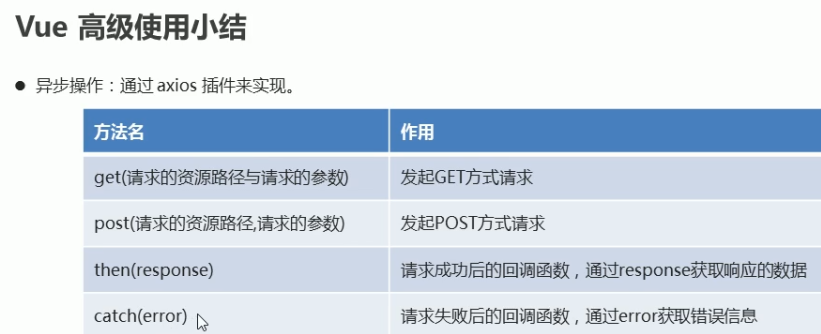 Vue 高级使用小结
● 异步操作：通过 axios 插件来实现。
方法名 作用
get(请求的资源路径与请求的参数) 发起GET方式请求
post(请求的资源路径,请求的参数) 发起POST方式请求
then(response) 请求成功后的回调函数，通过response获取响应的数据
catch(error) 请求失败后的回调函数，通过error获取错误信息